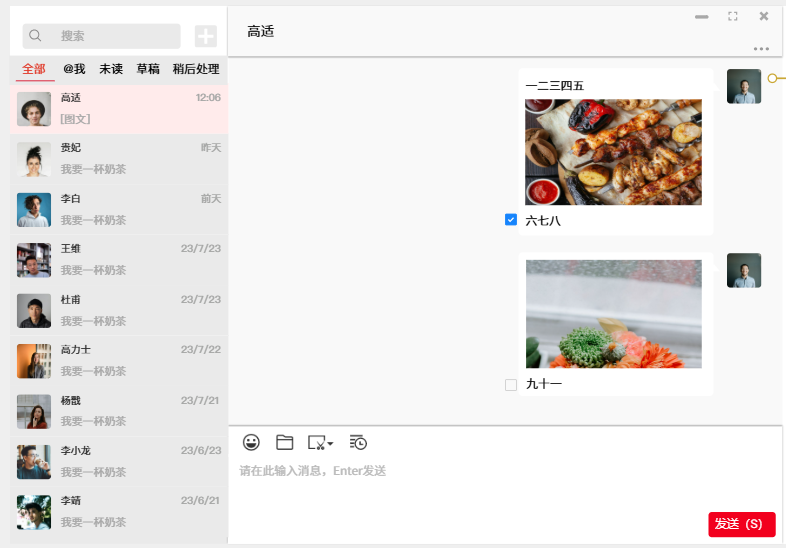 搜索
全部 @我 未读 草稿 稍后处理
高适 12:06
[图文]
贵妃 昨天
我要一杯奶茶
李白 前天
我要一杯奶茶
王维 23/7/23
我要一杯奶茶
杜甫 23/7/23
我要一杯奶茶
高力士 23/7/22
我要一杯奶茶
杨戬 23/7/21
我要一杯奶茶
李小龙 23/6/23
我要一杯奶茶
李靖 23/6/21
我要一杯奶茶
高适
一二三四五
六七八
九十一
请在此输入消息，Enter发送
发送（S）